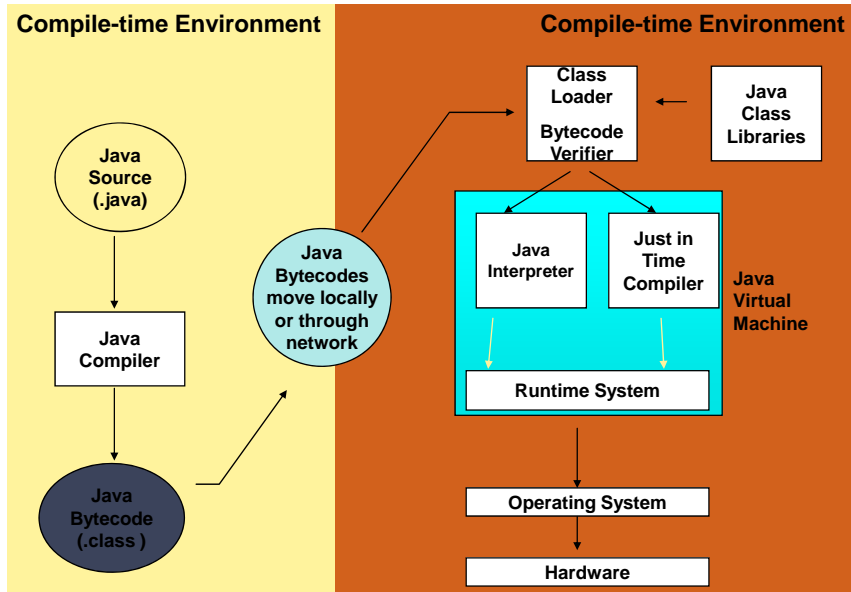 Compile-time Environment
Java
Source
(.java)
Java
Compiler
Java
Bytecode
(.class )
Java
Bytecodes
move locally
or through
network
Compile-time Environment
Class
Loader
Bytecode
Verifier
Java
Class
Libraries
Java
Interpreter
Just in
Time
Compiler
Java
Virtual
Machine
Runtime System
Operating System
Hardware